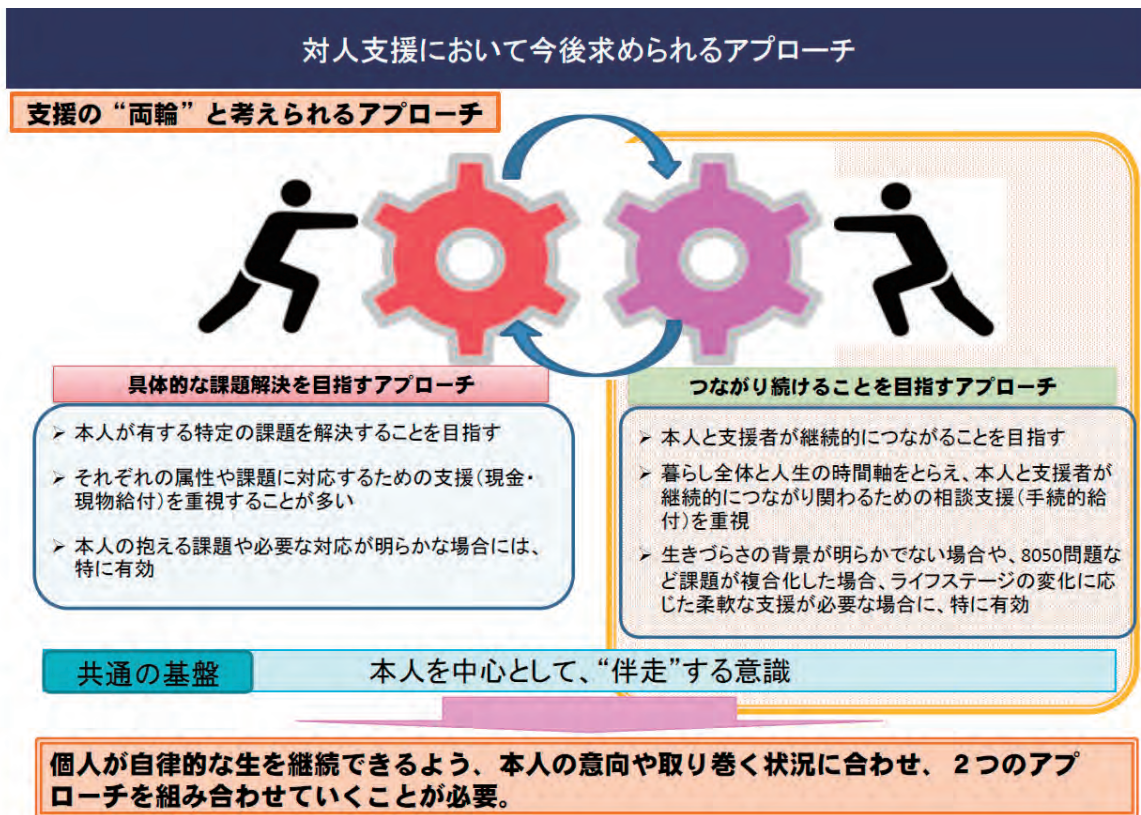 対人支援において今後求められるアプローチ
支援の“両輪”と考えられるアプローチ
具体的な課題解決を目指すアプローチ
➢ 本人が有する特定の課題を解決することを目指す
➢ それぞれの属性や課題に対応するための支援(現金・
現物給付)を重視することが多い
➢ 本人の抱える課題や必要な対応が明らかな場合には、
特に有効
つながり続けることを目指すアプローチ
➢ 本人と支援者が継続的につながることを目指す
➢ 暮らし全体と人生の時間軸をとらえ、本人と支援者が
継続的につながり関わるための相談支援(手続的給
付)を重視
➢ 生きづらさの背景が明らかでない場合や、8050問題な
ど課題が複合化した場合、ライフステージの変化に応
じた柔軟な支援が必要な場合に、特に有効
共通の基盤
本人を中心として、“伴走”する意識
個人が自律的な生を継続できるよう、本人の意向や取り巻く状況に合わせ、２つのアプ
ローチを組み合わせていくことが必要。